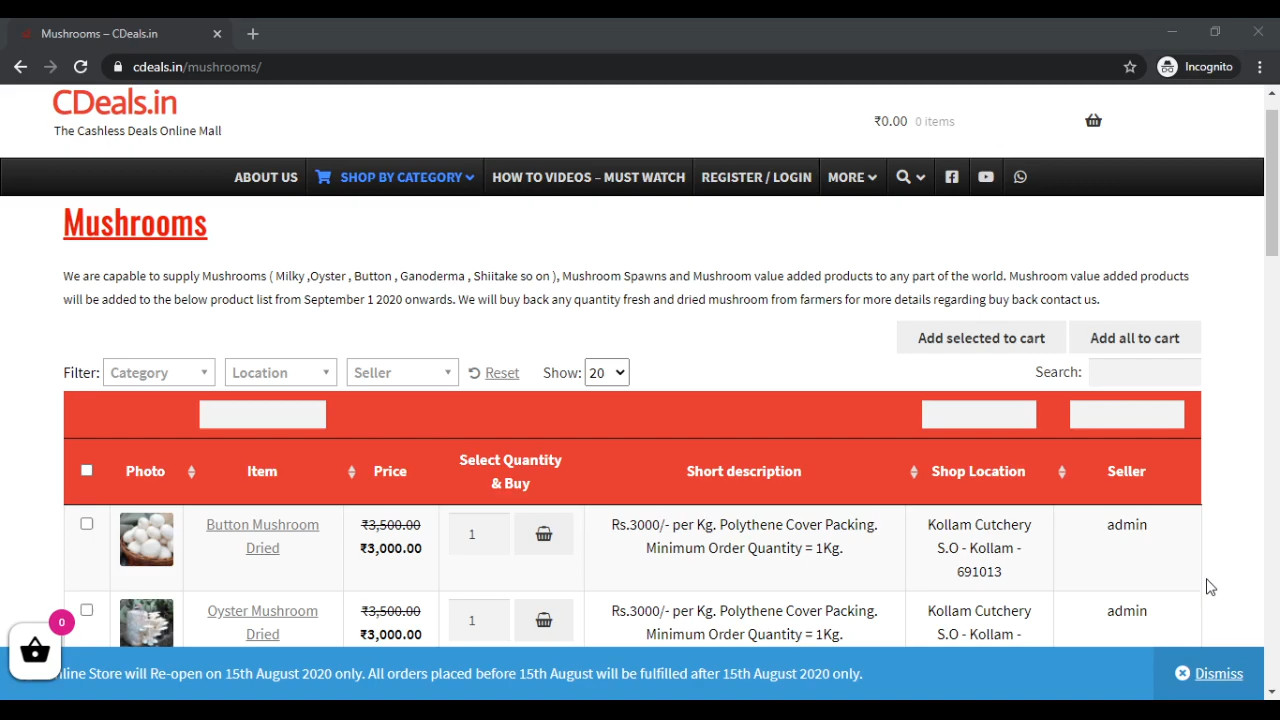 Mushrooms – CDeals.in
cdeals.in/mushrooms/
Incognito
CDeals.in
The Cashless Deals Online Mall
₹0.00 0 items
ABOUT US SHOP BY CATEGORY HOW TO VIDEOS – MUST WATCH REGISTER / LOGIN MORE
Mushrooms
We are capable to supply Mushrooms ( Milky ,Oyster , Button , Ganoderma , Shiitake so on ), Mushroom Spawns and Mushroom value added products to any part of the world. Mushroom value added products
will be added to the below product list from September 1 2020 onwards. We will buy back any quantity fresh and dried mushroom from farmers for more details regarding buy back contact us.
Add selected to cart Add all to cart
Filter: Category Location Seller Reset Show: 20 Search:
Photo Item Price Select Quantity
& Buy
Short description Shop Location Seller
Button Mushroom
Dried
₹3,500.00
₹3,000.00
1
Rs.3000/- per Kg. Polythene Cover Packing.
Minimum Order Quantity = 1Kg.
Kollam Cutchery
S.O - Kollam -
691013
admin
Oyster Mushroom
Dried
₹3,500.00
₹3,000.00
1
Rs.3000/- per Kg. Polythene Cover Packing.
Minimum Order Quantity = 1Kg.
Kollam Cutchery
S.O - Kollam -
admin
0
Store will Re-open on 15th August 2020 only. All orders placed before 15th August will be fulfilled after 15th August 2020 only.
Dismiss